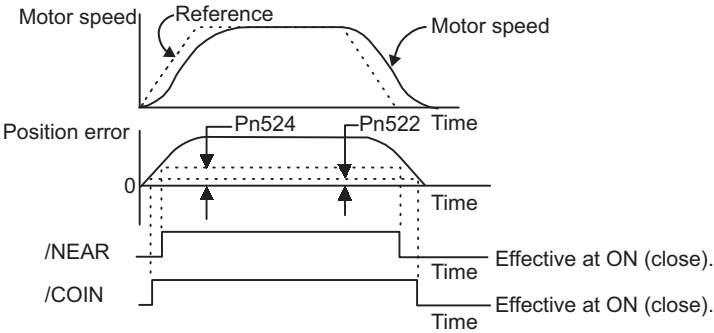 Motor speed
Reference
Motor speed
Time
Position error
Pn524
Pn522
0
Time
/NEAR
Effective at ON (close).
Time
/COIN
Effective at ON (close).
Time